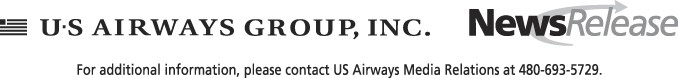 U·S AIRWAYS GROUP, INC. NewsRelease
For additional information, please contact US Airways Media Relations at 480-693-5729.